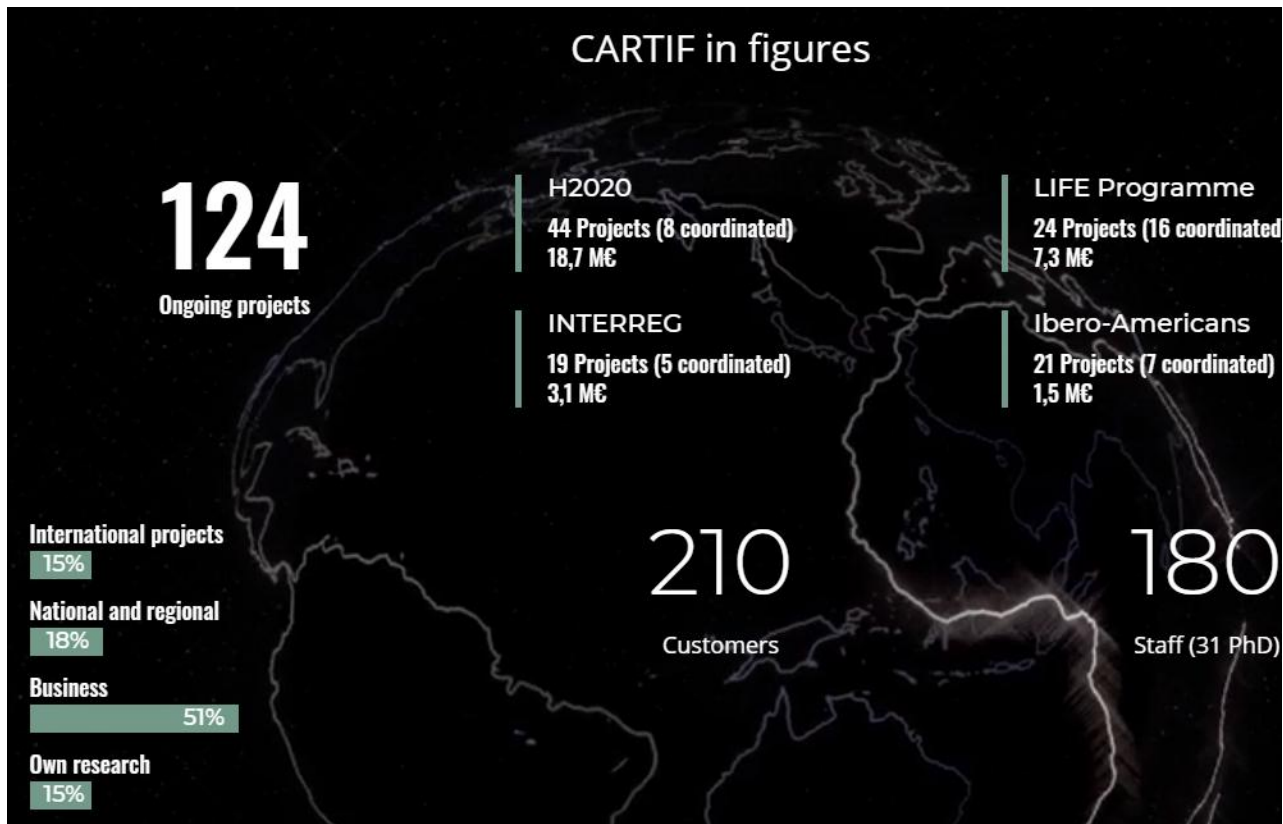 CARTIF in figures
124
Ongoing projects
H2020
44 Projects (8 coordinated)
18,7 M€
LIFE Programme
24 Projects (16 coordinated
7,3 M€
INTERREG
19 Projects (5 coordinated)
3,1 M€
Ibero-Americans
21 Projects (7 coordinated)
1,5 M€
International projects
15%
National and regional
18%
Business
51%
Own research
15%
210
Customers
180
Staff (31 PhD)